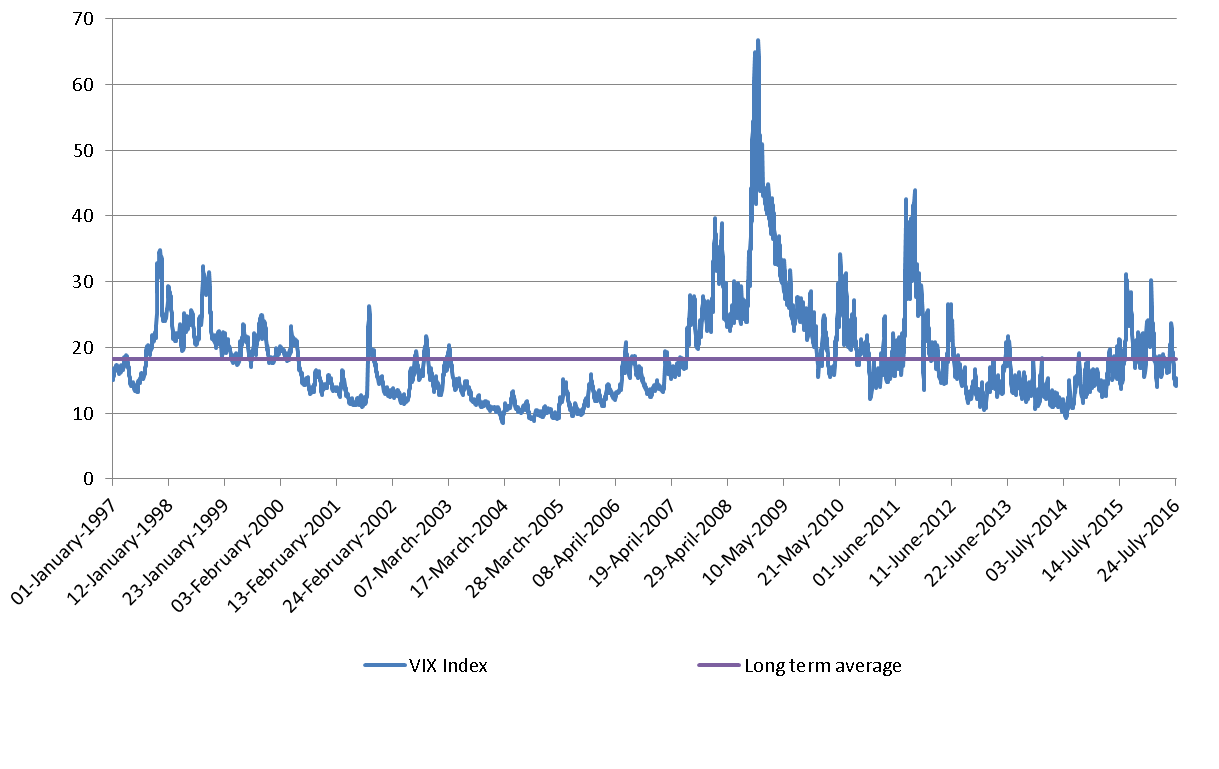 70
60
50
40
30
20
10
0
01-January-1997
12-January-1998
23-January-1999
03-February-2000
13-February-2001
24-February-2002
07-March-2003
17-March-2004
28-March-2005
08-April-2006
19-April-2007
29-April-2008
10-May-2009
21-May-2010
01-June-2011
11-June-2012
22-June-2013
03-July-2014
14-July-2015
24-July-2016
VIX Index Long term average